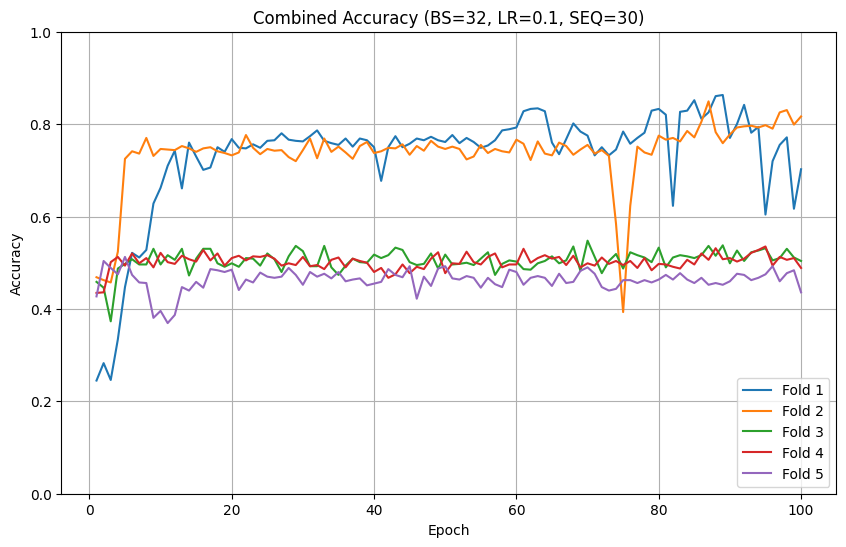 Combined Accuracy (BS=32, LR=0.1, SEQ=30)
Accuracy
1.0
0.8
0.6
0.4
0.2
0.0
0 20 40 60 80 100
Epoch
Fold 1
Fold 2
Fold 3
Fold 4
Fold 5